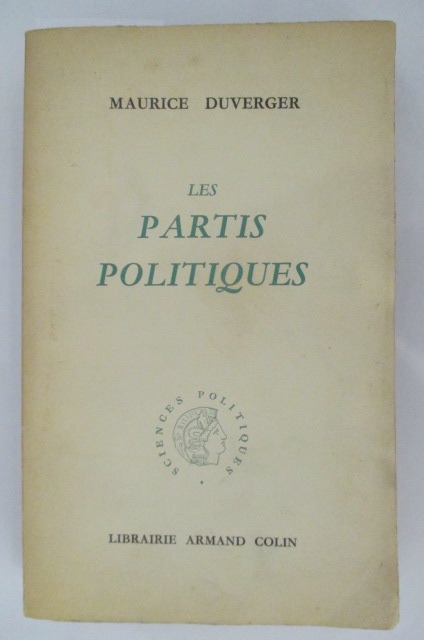 MAURICE DUVERGER
LES
PARTIS
POLITIQUES
SCIENCES POLITIQUES
LIBRAIRIE ARMAND COLIN